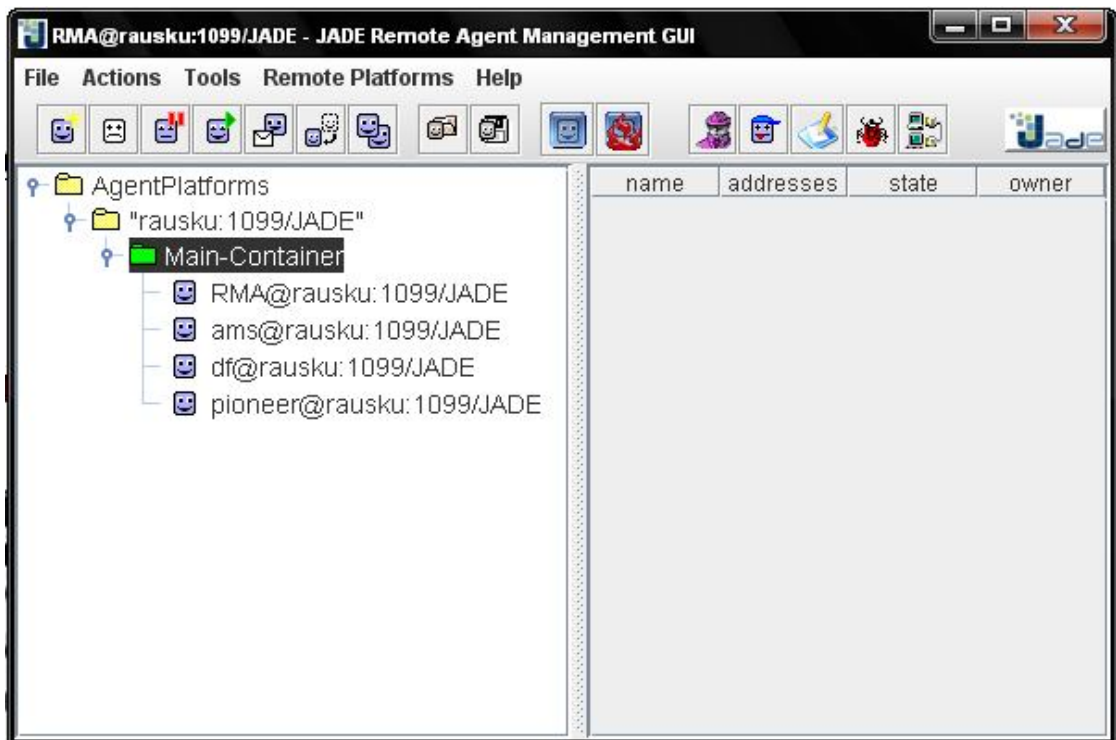 RMA@rausku:1099/JADE - JADE Remote Agent Management GUI
File Actions Tools Remote Platforms Help
Jade
AgentPlatforms
"rausku:1099/JADE"
Main-Container
RMA@rausku:1099/JADE
ams@rausku:1099/JADE
df@rausku:1099/JADE
pioneer@rausku:1099/JADE
name addresses state owner